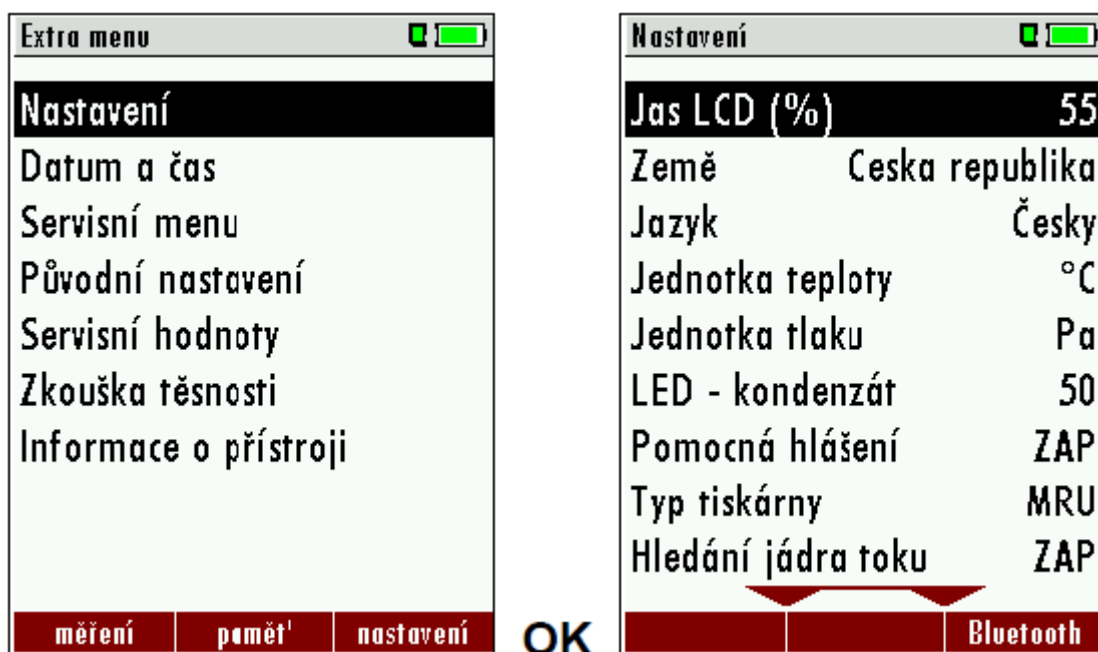 Extra menu
Nastavení
Datum a čas
Servisní menu
Původní nastavení
Servisní hodnoty
Zkouška těsnosti
Informace o přístroji
měření pamět' nastavení
OK
Nastavení
Jas LCD (%) 55
Země Ceska republika
Jazyk Česky
Jednotka teploty °C
Jednotka tlaku Pa
LED - kondenzát 50
Pomocná hlášení ZAP
Typ tiskárny MRU
Hledání jádra toku ZAP
Bluetooth